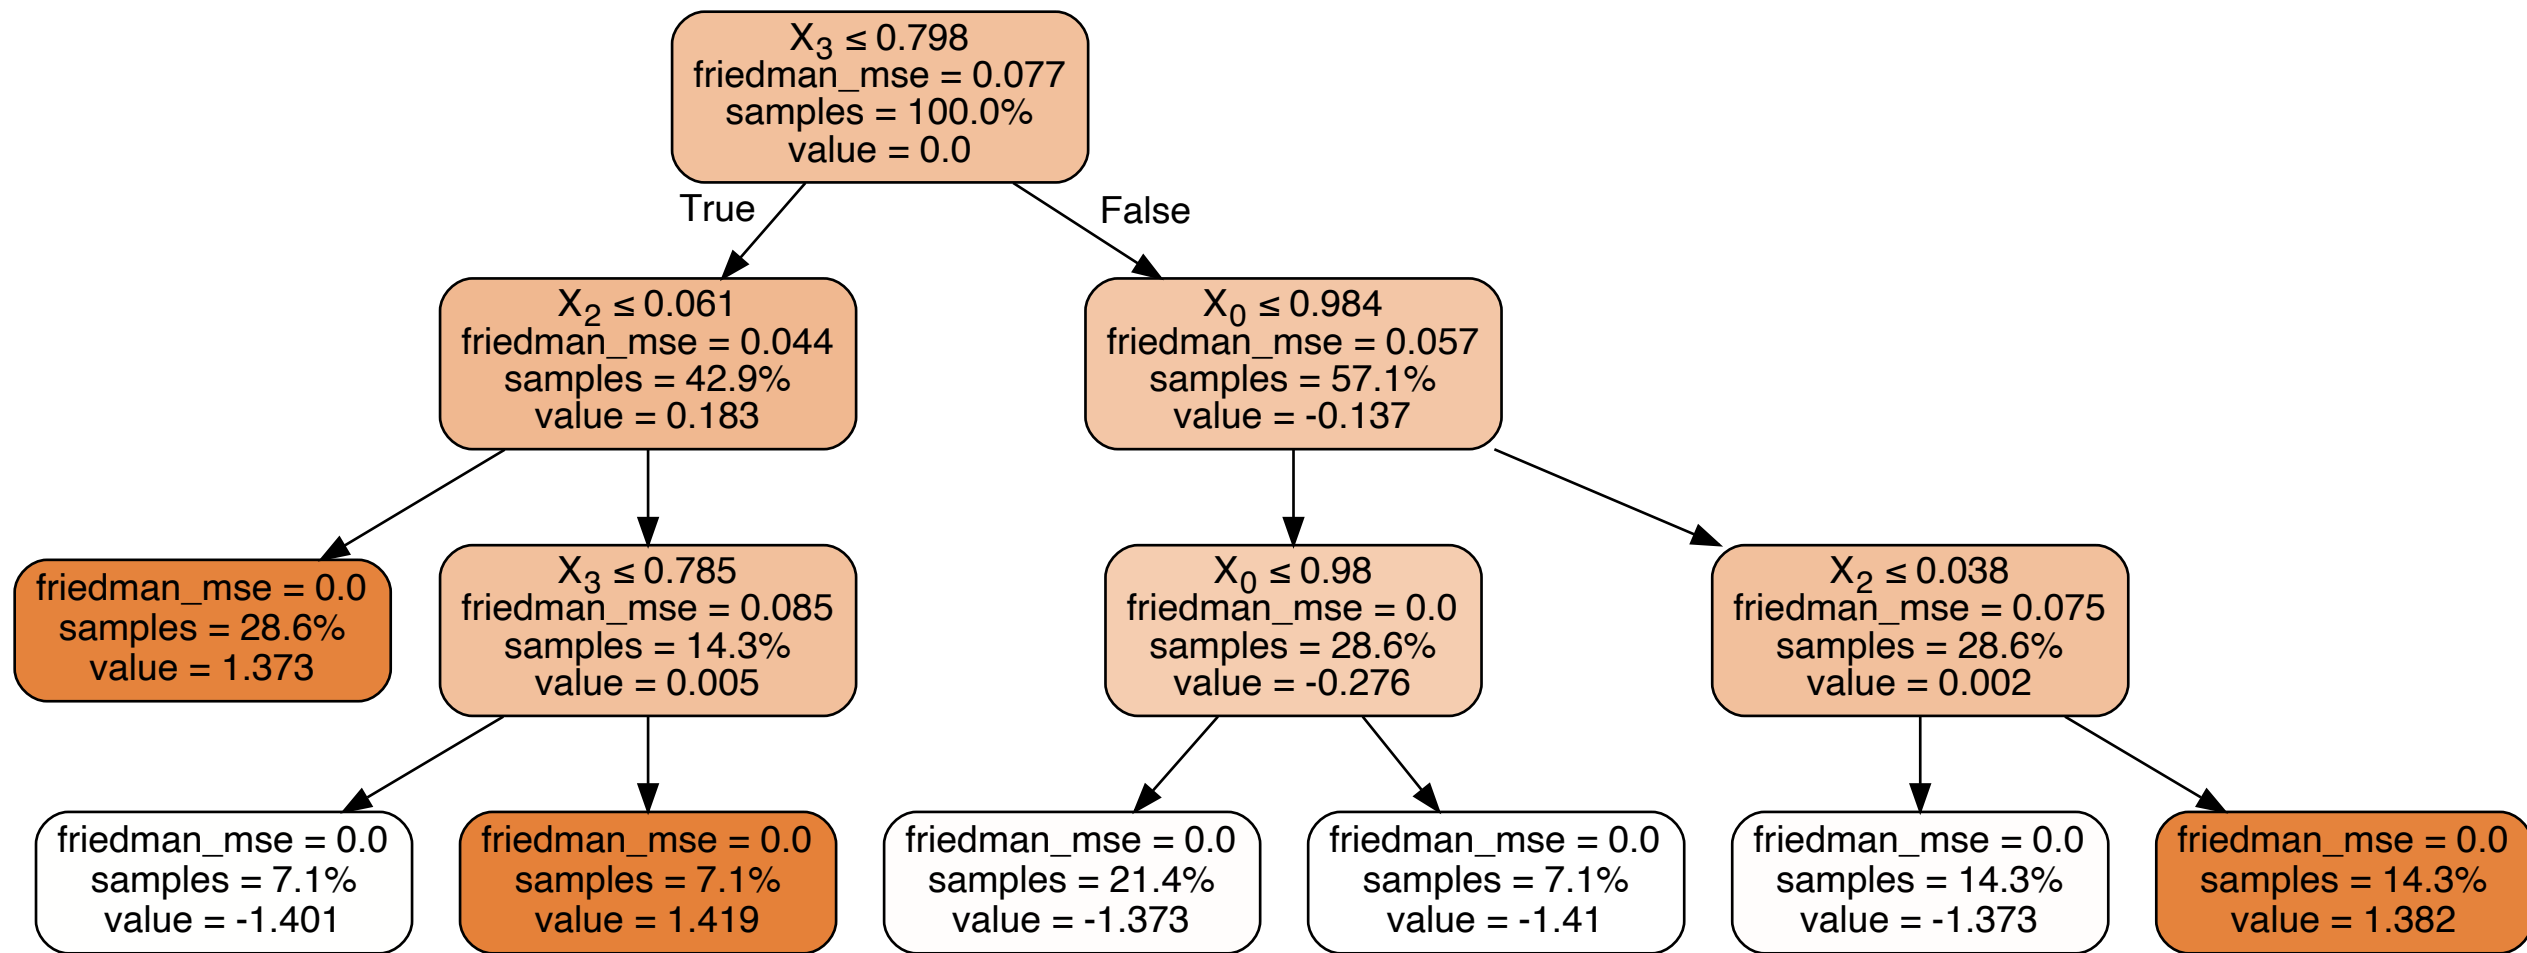 X3 ≤ 0.798
friedman_mse = 0.077
samples = 100.0%
value = 0.0
True
False
X2 ≤ 0.061
friedman_mse = 0.044
samples = 42.9%
value = 0.183
X0 ≤ 0.984
friedman_mse = 0.057
samples = 57.1%
value = -0.137
friedman_mse = 0.0
samples = 28.6%
value = 1.373
X3 ≤ 0.785
friedman_mse = 0.085
samples = 14.3%
value = 0.005
X0 ≤ 0.98
friedman_mse = 0.0
samples = 28.6%
value = -0.276
X2 ≤ 0.038
friedman_mse = 0.075
samples = 28.6%
value = 0.002
friedman_mse = 0.0
samples = 7.1%
value = -1.401
friedman_mse = 0.0
samples = 7.1%
value = 1.419
friedman_mse = 0.0
samples = 21.4%
value = -1.373
friedman_mse = 0.0
samples = 7.1%
value = -1.41
friedman_mse = 0.0
samples = 14.3%
value = -1.373
friedman_mse = 0.0
samples = 14.3%
value = 1.382